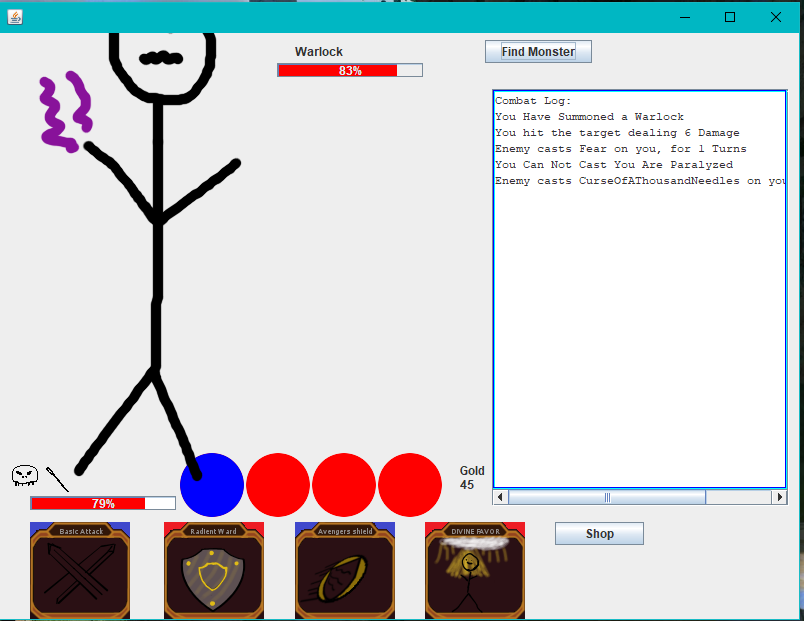 Warlock
83%
Find Monster
Combat Log:
You Have Summoned a Warlock
You hit the target dealing 6 Damage
Enemy casts Fear on you, for 1 Turns
You Can Not Cast You Are Paralyzed
Enemy casts CurseOfAThousandNeedles on you
79%
Gold
45
Basic Attack
Radient Ward
Avengers shield
DIVINE FAVOR
Shop